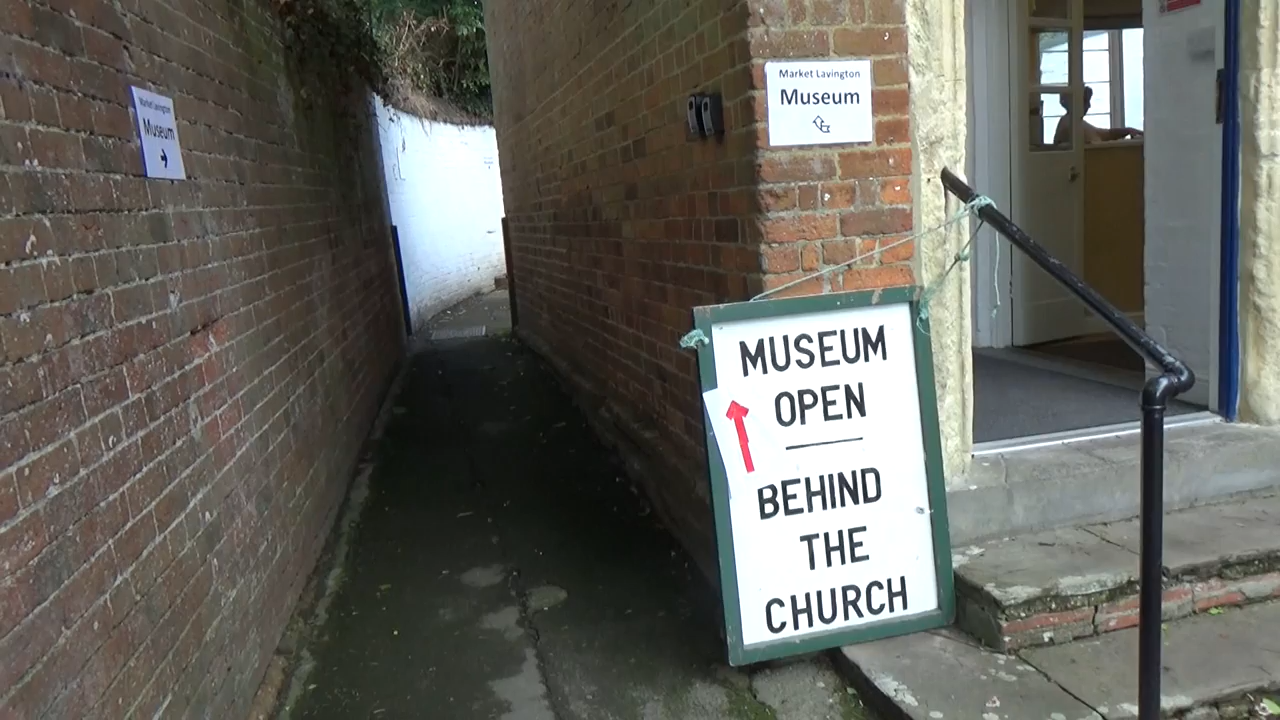 Market Lavington
Museum
Market Lavington
Museum
MUSEUM
OPEN
BEHIND
THE
CHURCH